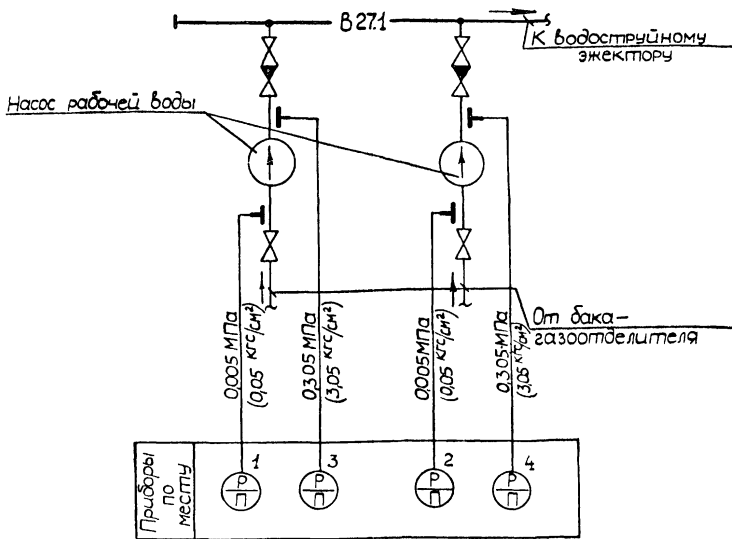 В27.1
К водоструйному
эжектору
Насос рабочей воды
От бака-
газоотделителя
0,005 МПа
(0,05 кгс/см²)
0,305 МПа
(3,05 кгс/см²)
0,005 МПа
(0,05 кгс/см²)
0,305 МПа
(3,05 кгс/см²)
Приборы
по
месту
1
3
2
4
Р
П
Р
П
Р
П
Р
П